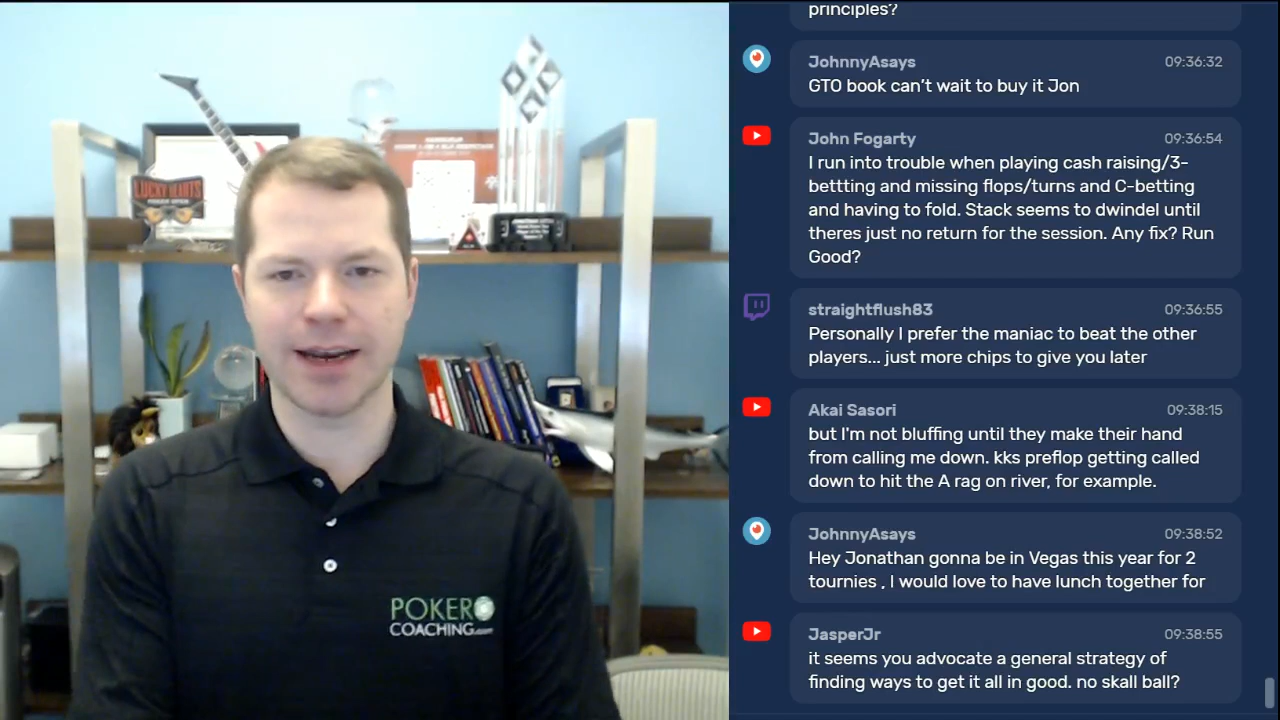 principles?
JohnnyAsays 09:36:32
GTO book can’t wait to buy it Jon
John Fogarty 09:36:54
I run into trouble when playing cash raising/3-
bettting and missing flops/turns and C-betting
and having to fold. Stack seems to dwindel until
theres just no return for the session. Any fix? Run
Good?
straightflush83 09:36:55
Personally I prefer the maniac to beat the other
players... just more chips to give you later
Akai Sasori 09:38:15
but I'm not bluffing until they make their hand
from calling me down. kks preflop getting called
down to hit the A rag on river, for example.
JohnnyAsays 09:38:52
Hey Jonathan gonna be in Vegas this year for 2
tournies , I would love to have lunch together for
JasperJr 09:38:55
it seems you advocate a general strategy of
finding ways to get it all in good. no skall ball?
LUCKY HEARTS
POKER OPEN
POKER
COACHING.com